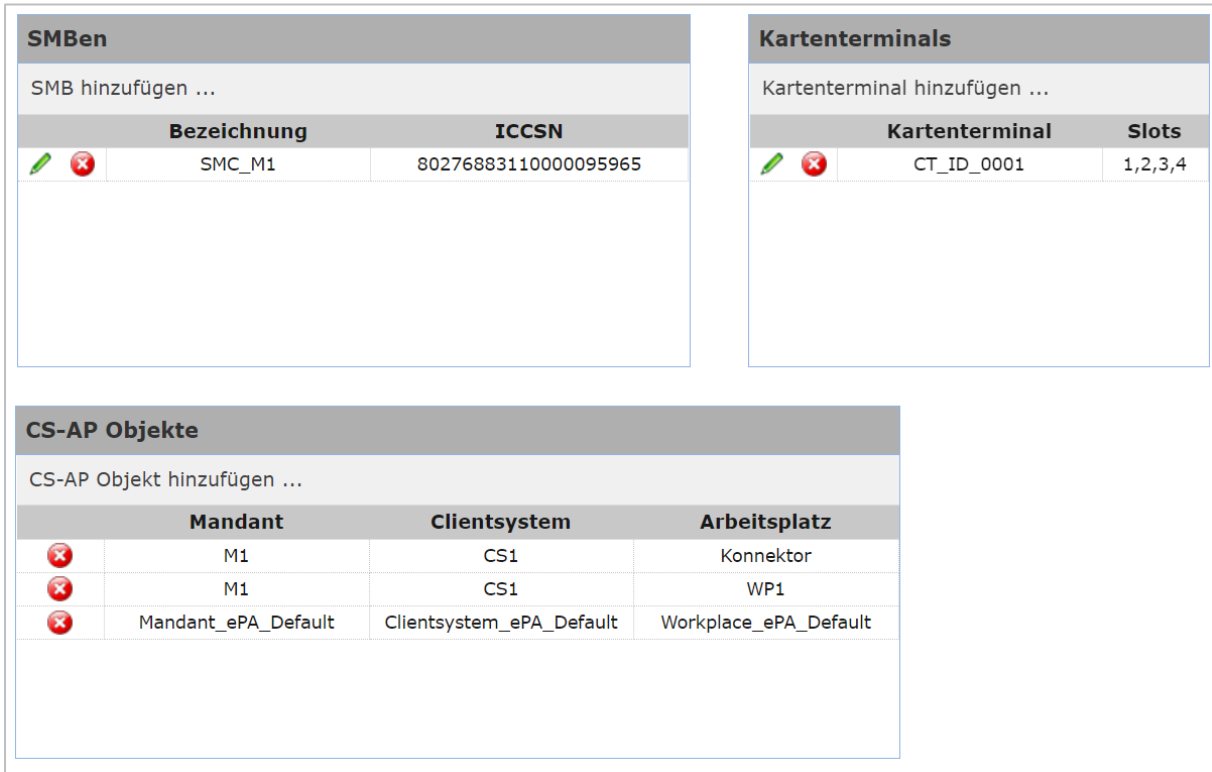 SMBen
SMB hinzufügen ...
Bezeichnung ICCSN
SMC_M1 80276883110000095965
Kartenterminals
Kartenterminal hinzufügen ...
Kartenterminal Slots
CT_ID_0001 1,2,3,4
CS-AP Objekte
CS-AP Objekt hinzufügen ...
Mandant Clientsystem Arbeitsplatz
M1 CS1 Konnektor
M1 CS1 WP1
Mandant_ePA_Default Clientsystem_ePA_Default Workplace_ePA_Default